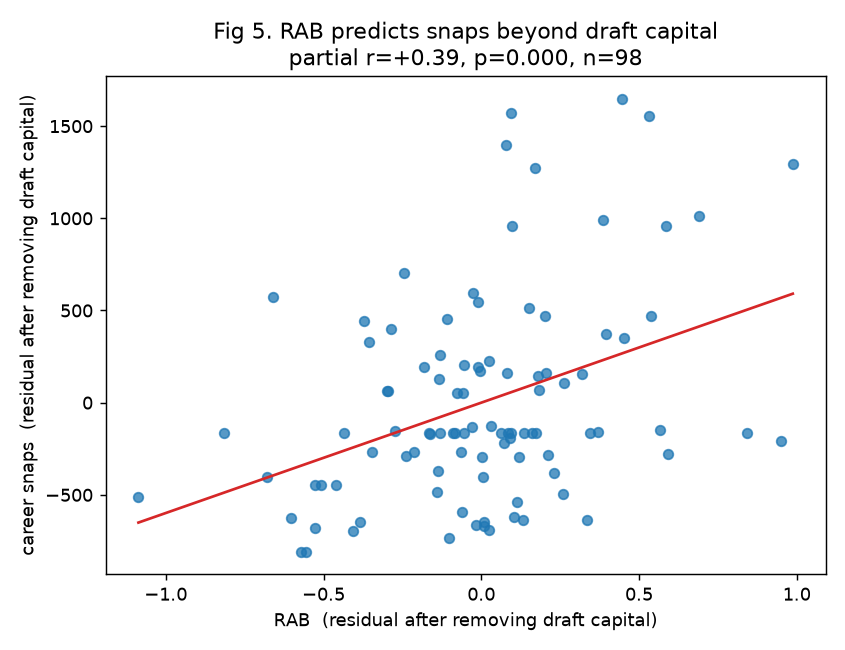 Fig 5. RAB predicts snaps beyond draft capital
partial r=+0.39, p=0.000, n=98
career snaps  (residual after removing draft capital)
1500
1000
500
0
−500
−1.0
−0.5
0.0
0.5
1.0
RAB  (residual after removing draft capital)